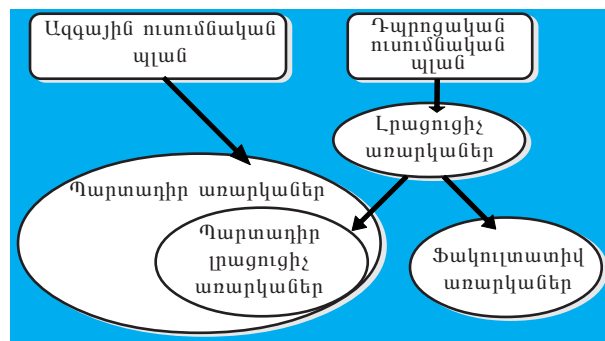 Ազգային ուսումնական
պլան
Դպրոցական
ուսումնական
պլան
Լրացուցիչ
առարկաներ
Պարտադիր առարկաներ
Պարտադիր
լրացուցիչ
առարկաներ
Ֆակուլտատիվ
առարկաներ